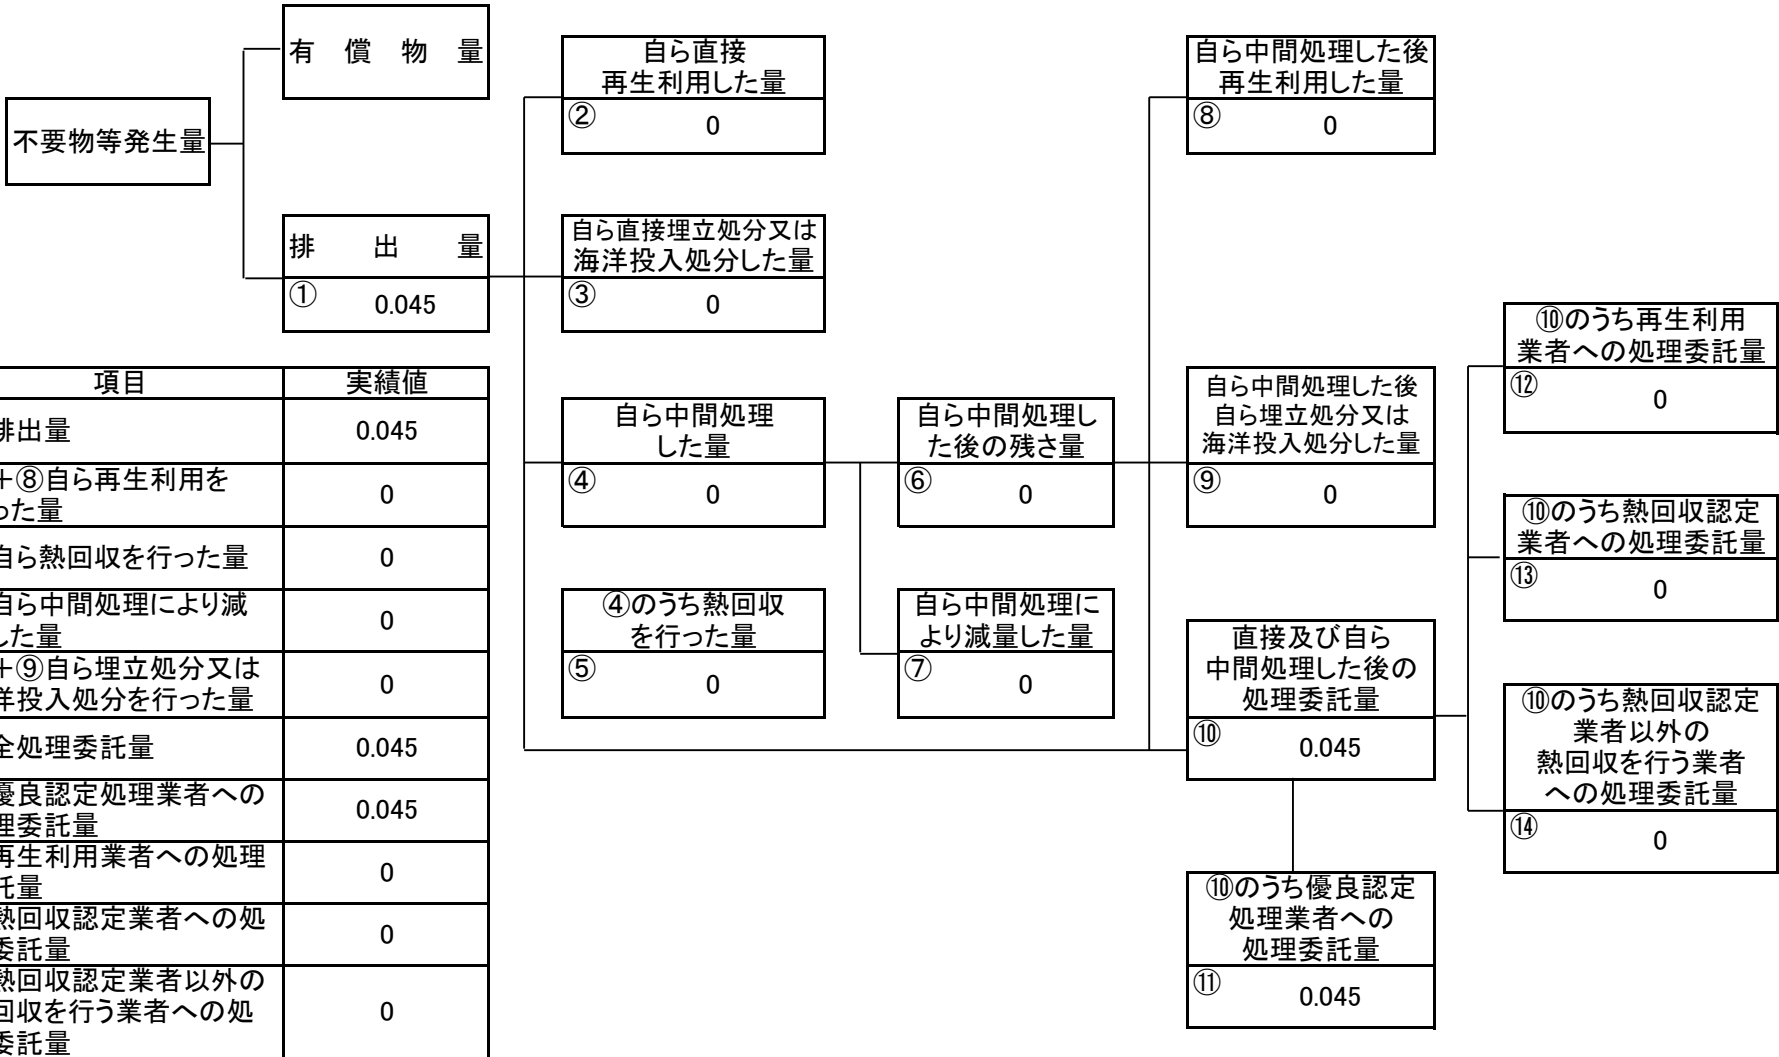 不要物等発生量
有償物量
排出量
① 0.045
自ら直接
再生利用した量
② 0
自ら直接埋立処分又は
海洋投入処分した量
③ 0
自ら中間処理
した量
④ 0
④のうち熱回収
を行った量
⑤ 0
自ら中間処理し
た後の残さ量
⑥ 0
自ら中間処理に
より減量した量
⑦ 0
自ら中間処理した後
再生利用した量
⑧ 0
自ら中間処理した後
自ら埋立処分又は
海洋投入処分した量
⑨ 0
直接及び自ら
中間処理した後の
処理委託量
⑩ 0.045
⑩のうち優良認定
処理業者への
処理委託量
⑪ 0.045
⑩のうち再生利用
業者への処理委託量
⑫ 0
⑩のうち熱回収認定
業者への処理委託量
⑬ 0
⑩のうち熱回収認定
業者以外の
熱回収を行う業者
への処理委託量
⑭ 0
項目 実績値
排出量 0.045
+⑧自ら再生利用を
った量 0
自ら熱回収を行った量 0
自ら中間処理により減
した量 0
+⑨自ら埋立処分又は
洋投入処分を行った量 0
全処理委託量 0.045
優良認定処理業者への
理委託量 0.045
再生利用業者への処理
託量 0
熱回収認定業者への処
委託量 0
熱回収認定業者以外の
回収を行う業者への処
委託量 0